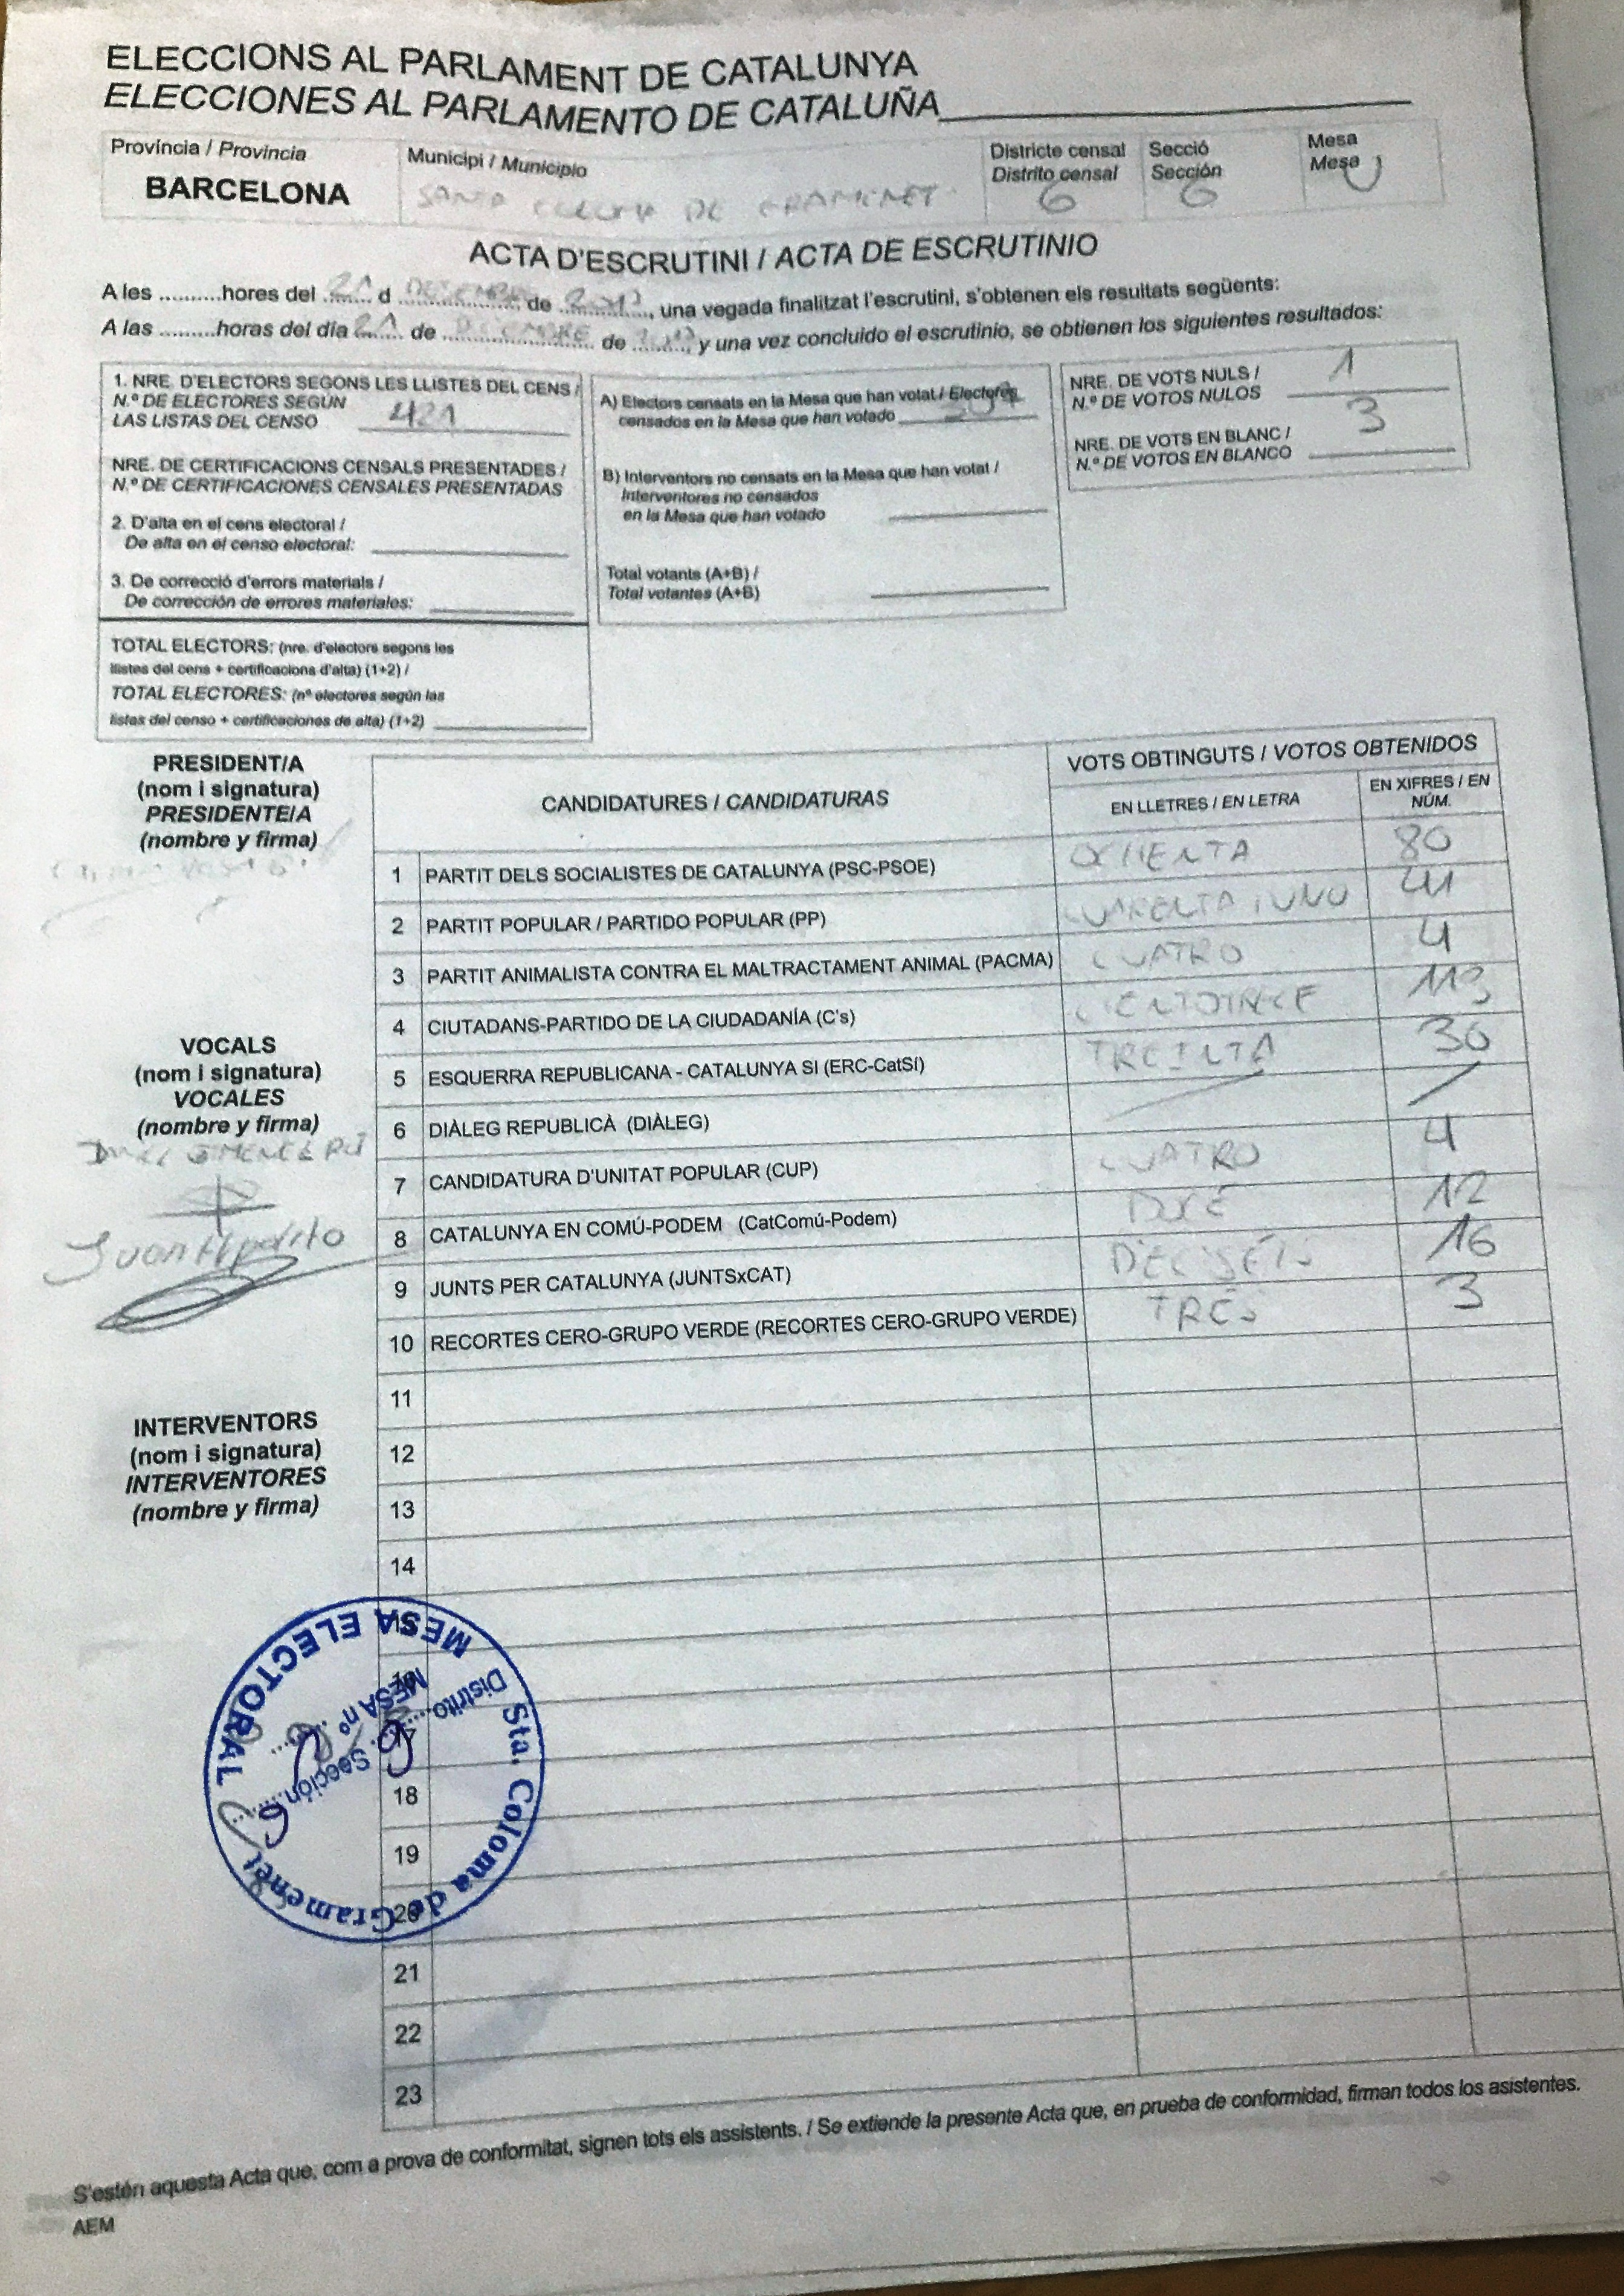 ELECCIONS AL PARLAMENT DE CATALUNYA
ELECCIONES AL PARLAMENTO DE CATALUÑA
Província / Provincia
BARCELONA
Municipi / Municipio
SANTA COLOMA DE GRAMENET
Districte censal
Distrito censal
6
Secció
Sección
6
Mesa
Mesa
U
ACTA D'ESCRUTINI / ACTA DE ESCRUTINIO
A les ..........hores del 21 d DESEMBRE de 2017, una vegada finalitzat l'escrutini, s'obtenen els resultats següents:
A las .........horas del día 21 de DICIEMBRE de 2017, y una vez concluido el escrutinio, se obtienen los siguientes resultados:
1. NRE. D'ELECTORS SEGONS LES LLISTES DEL CENS /
N.º DE ELECTORES SEGÚN
LAS LISTAS DEL CENSO 421
NRE. DE CERTIFICACIONS CENSALS PRESENTADES /
N.º DE CERTIFICACIONES CENSALES PRESENTADAS
2. D'alta en el cens electoral /
De alta en el censo electoral:
3. De correcció d'errors materials /
De corrección de errores materiales:
TOTAL ELECTORS: (nre. d'electors segons les
llistes del cens + certificacions d'alta) (1+2) /
TOTAL ELECTORES: (nº electores según las
listas del censo + certificaciones de alta) (1+2)
A) Electors censats en la Mesa que han votat / Electores
censados en la Mesa que han votado
B) Interventors no censats en la Mesa que han votat /
Interventores no censados
en la Mesa que han votado
Total votants (A+B) /
Total votantes (A+B)
NRE. DE VOTS NULS /
N.º DE VOTOS NULOS 1
NRE. DE VOTS EN BLANC /
N.º DE VOTOS EN BLANCO 3
PRESIDENT/A
(nom i signatura)
PRESIDENTE/A
(nombre y firma)
VOCALS
(nom i signatura)
VOCALES
(nombre y firma)
Juan Aparito
INTERVENTORS
(nom i signatura)
INTERVENTORES
(nombre y firma)
CANDIDATURES / CANDIDATURAS
VOTS OBTINGUTS / VOTOS OBTENIDOS
EN LLETRES / EN LETRA
EN XIFRES / EN
NÚM.
1 PARTIT DELS SOCIALISTES DE CATALUNYA (PSC-PSOE) OCHENTA 80
2 PARTIT POPULAR / PARTIDO POPULAR (PP) CUARENTA i UNO 41
3 PARTIT ANIMALISTA CONTRA EL MALTRACTAMENT ANIMAL (PACMA) CUATRO 4
4 CIUTADANS-PARTIDO DE LA CIUDADANÍA (C's) CIENTOTRECE 113
5 ESQUERRA REPUBLICANA - CATALUNYA SI (ERC-CatSí) TREINTA 30
6 DIÀLEG REPUBLICÀ (DIÀLEG)
7 CANDIDATURA D'UNITAT POPULAR (CUP) CUATRO 4
8 CATALUNYA EN COMÚ-PODEM (CatComú-Podem) DOCE 12
9 JUNTS PER CATALUNYA (JUNTSxCAT) DIECISÉIS 16
10 RECORTES CERO-GRUPO VERDE (RECORTES CERO-GRUPO VERDE) TRES 3
11
12
13
14
18
19
20
21
22
23
MESA ELECTORAL
Distrito 6 Sección 6
MESA nº U
Sta. Coloma de Gramenet
S'estén aquesta Acta que, com a prova de conformitat, signen tots els assistents. / Se extiende la presente Acta que, en prueba de conformidad, firman todos los asistentes.
AEM